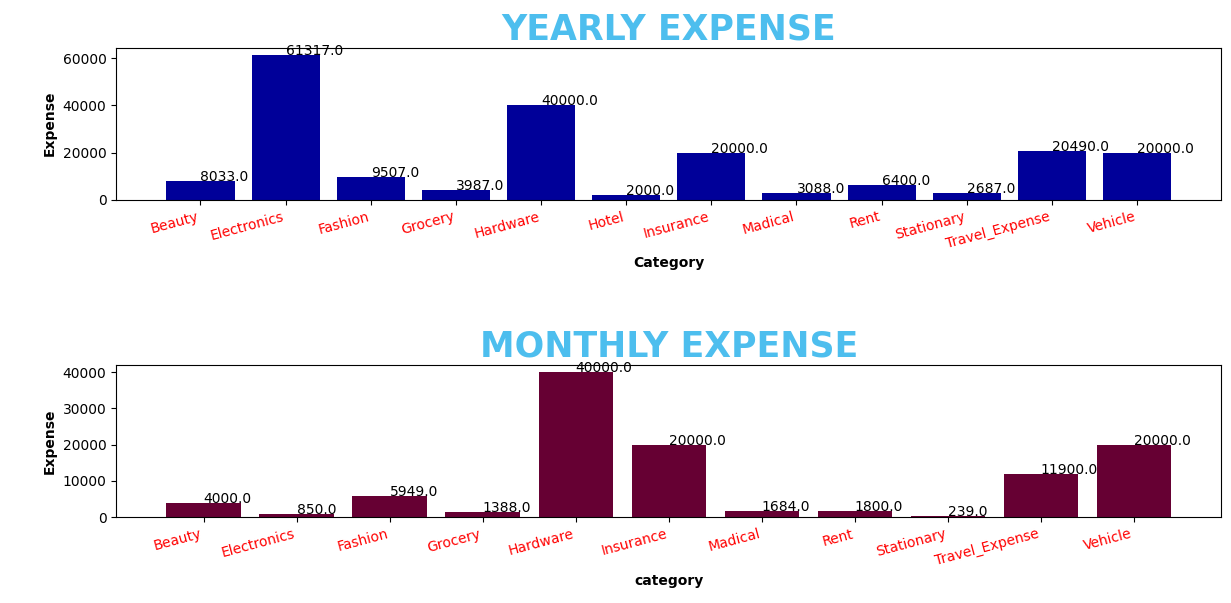 YEARLY EXPENSE
Expense
60000
40000
20000
0
8033.0
61317.0
9507.0
3987.0
40000.0
2000.0
20000.0
3088.0
6400.0
2687.0
20490.0
20000.0
Beauty
Electronics
Fashion
Grocery
Hardware
Hotel
Insurance
Madical
Rent
Stationary
Travel_Expense
Vehicle
Category
MONTHLY EXPENSE
Expense
40000
30000
20000
10000
0
4000.0
850.0
5949.0
1388.0
40000.0
20000.0
1684.0
1800.0
239.0
11900.0
20000.0
Beauty
Electronics
Fashion
Grocery
Hardware
Insurance
Madical
Rent
Stationary
Travel_Expense
Vehicle
category